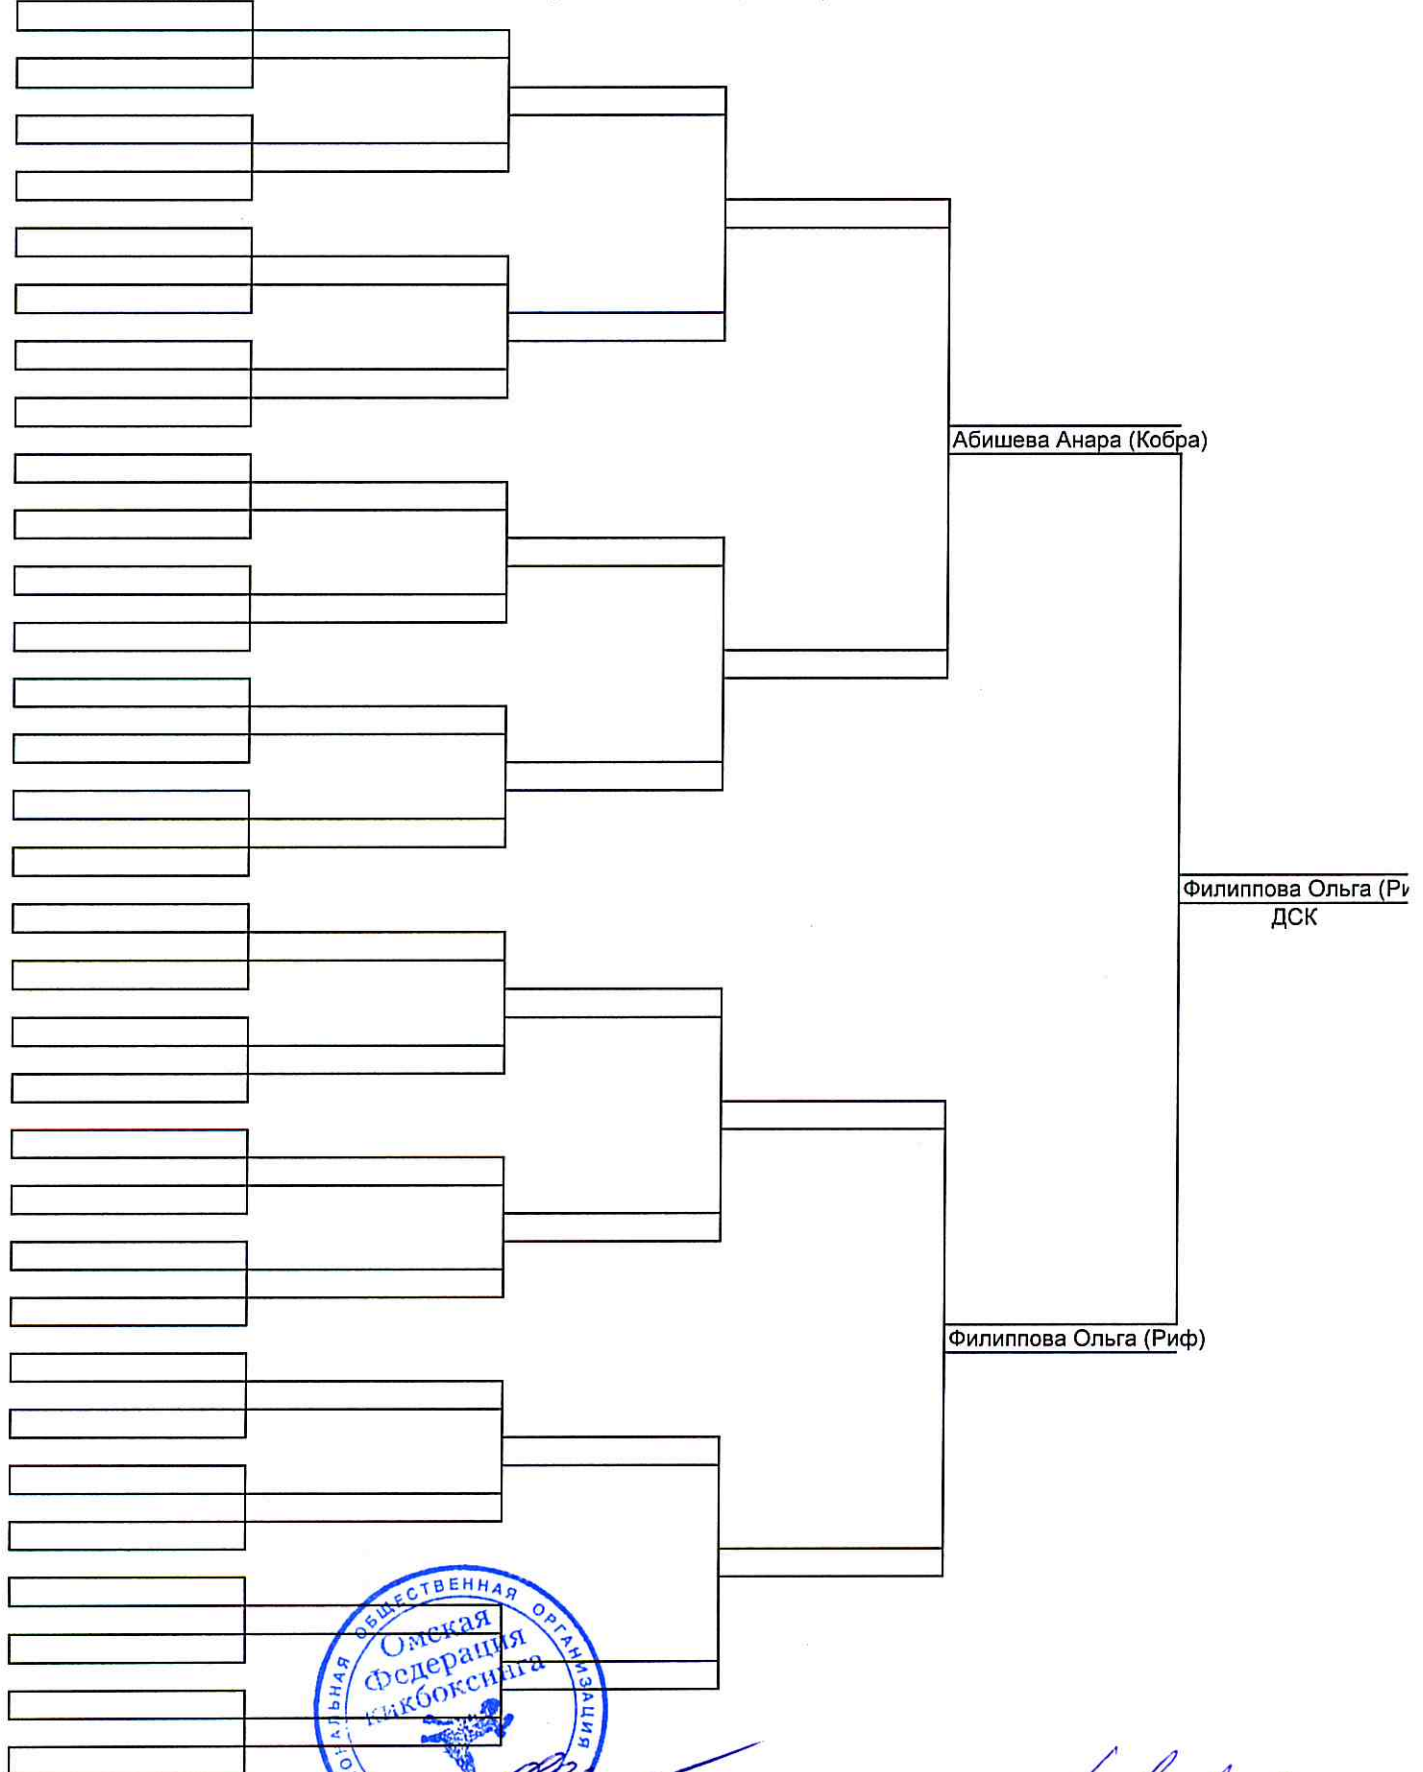 Абишева Анара (Кобра)
Филиппова Ольга (Ри
ДСК
Филиппова Ольга (Риф)
ОБЩЕСТВЕННАЯ ОРГАНИЗАЦИЯ
Омская
Федерация
кикбоксинга